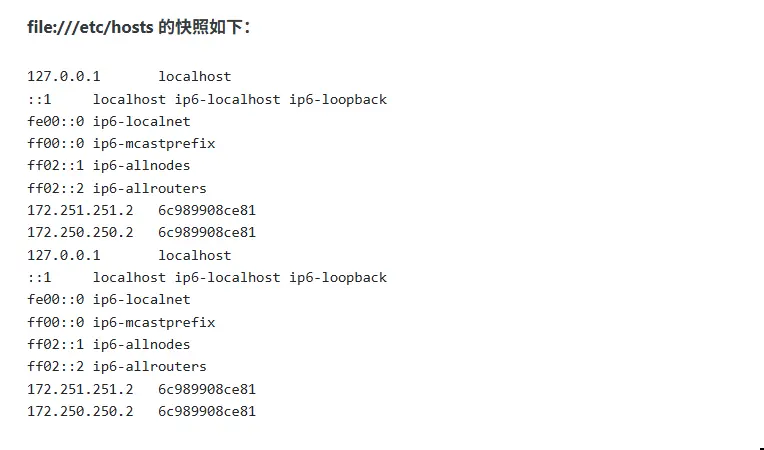 file:///etc/hosts 的快照如下：
127.0.0.1       localhost
::1     localhost ip6-localhost ip6-loopback
fe00::0 ip6-localnet
ff00::0 ip6-mcastprefix
ff02::1 ip6-allnodes
ff02::2 ip6-allrouters
172.251.251.2   6c989908ce81
172.250.250.2   6c989908ce81
127.0.0.1       localhost
::1     localhost ip6-localhost ip6-loopback
fe00::0 ip6-localnet
ff00::0 ip6-mcastprefix
ff02::1 ip6-allnodes
ff02::2 ip6-allrouters
172.251.251.2   6c989908ce81
172.250.250.2   6c989908ce81